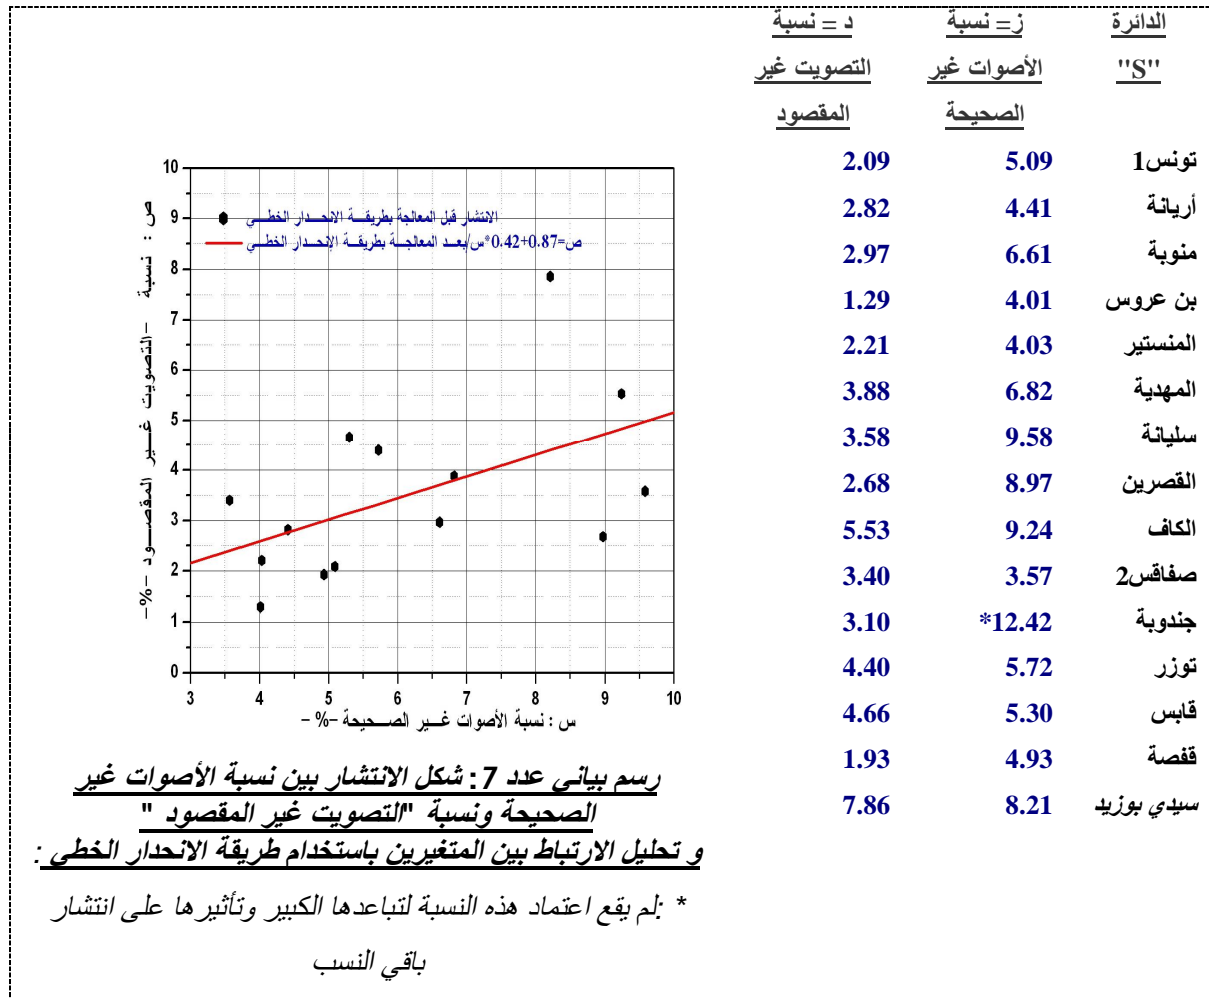 الدائرة ز= نسبة د = نسبة
"S" الأصوات غير التصويت غير
الصحيحة المقصود
تونس1 5.09 2.09
أريانة 4.41 2.82
منوبة 6.61 2.97
بن عروس 4.01 1.29
المنستير 4.03 2.21
المهدية 6.82 3.88
سليانة 9.58 3.58
القصرين 8.97 2.68
الكاف 9.24 5.53
صفاقس2 3.57 3.40
جندوبة 12.42* 3.10
توزر 5.72 4.40
قابس 5.30 4.66
قفصة 4.93 1.93
سيدي بوزيد 8.21 7.86
الانتشار قبل المعالجة بطريقة الانحدار الخطي
ص=0.87+0.42*س/بعد المعالجة بطريقة الإنحدار الخطي
ص : نسبة -التصويت غير المقصود -%-
10
9
8
7
6
5
4
3
2
1
0
3 4 5 6 7 8 9 10
س : نسبة الأصوات غير الصحيحة -% -
رسم بياني عدد 7 : شكل الانتشار بين نسبة الأصوات غير
الصحيحة ونسبة "التصويت غير المقصود "
و تحليل الارتباط بين المتغيرين باستخدام طريقة الانحدار الخطي :
* :لم يقع اعتماد هذه النسبة لتباعدها الكبير وتأثيرها على انتشار
باقي النسب